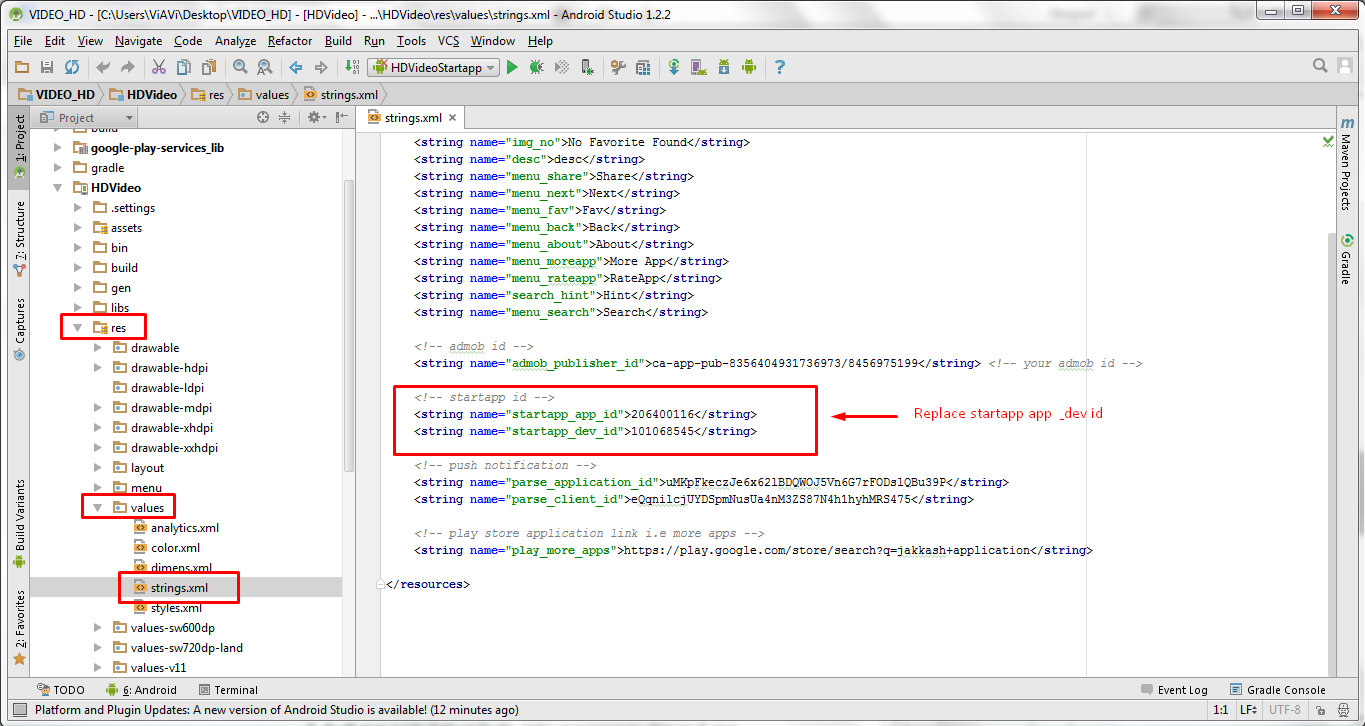 VIDEO_HD - [C:\Users\ViAVi\Desktop\VIDEO_HD] - [HDVideo] - ...\HDVideo\res\values\strings.xml - Android Studio 1.2.2
File Edit View Navigate Code Analyze Refactor Build Run Tools VCS Window Help
HDVideoStartapp
VIDEO_HD HDVideo res values strings.xml
Project
strings.xml
1: Project
7: Structure
Captures
Build Variants
2: Favorites
build
google-play-services_lib
gradle
HDVideo
.settings
assets
bin
build
gen
libs
res
drawable
drawable-hdpi
drawable-ldpi
drawable-mdpi
drawable-xhdpi
drawable-xxhdpi
layout
menu
values
analytics.xml
color.xml
dimens.xml
strings.xml
styles.xml
values-sw600dp
values-sw720dp-land
values-v11
<string name="img_no">No Favorite Found</string>
<string name="desc">desc</string>
<string name="menu_share">Share</string>
<string name="menu_next">Next</string>
<string name="menu_fav">Fav</string>
<string name="menu_back">Back</string>
<string name="menu_about">About</string>
<string name="menu_moreapp">More App</string>
<string name="menu_rateapp">RateApp</string>
<string name="search_hint">Hint</string>
<string name="menu_search">Search</string>
<!-- admob id -->
<string name="admob_publisher_id">ca-app-pub-8356404931736973/8456975199</string> <!-- your admob id -->
<!-- startapp id -->
<string name="startapp_app_id">206400116</string>
<string name="startapp_dev_id">101068545</string>
Replace startapp app _dev id
<!-- push notification -->
<string name="parse_application_id">uMKpFkeczJe6x62lBDQWOJ5Vn6G7rFODslQBu39P</string>
<string name="parse_client_id">eQqnilcjUYDSpmNusUa4nM3ZS87N4h1hyhMRS475</string>
<!-- play store application link i.e more apps -->
<string name="play_more_apps">https://play.google.com/store/search?q=jakkash+application</string>
</resources>
m Maven Projects
Gradle
TODO 6: Android Terminal Event Log Gradle Console
Platform and Plugin Updates: A new version of Android Studio is available! (12 minutes ago) 1:1 LF UTF-8